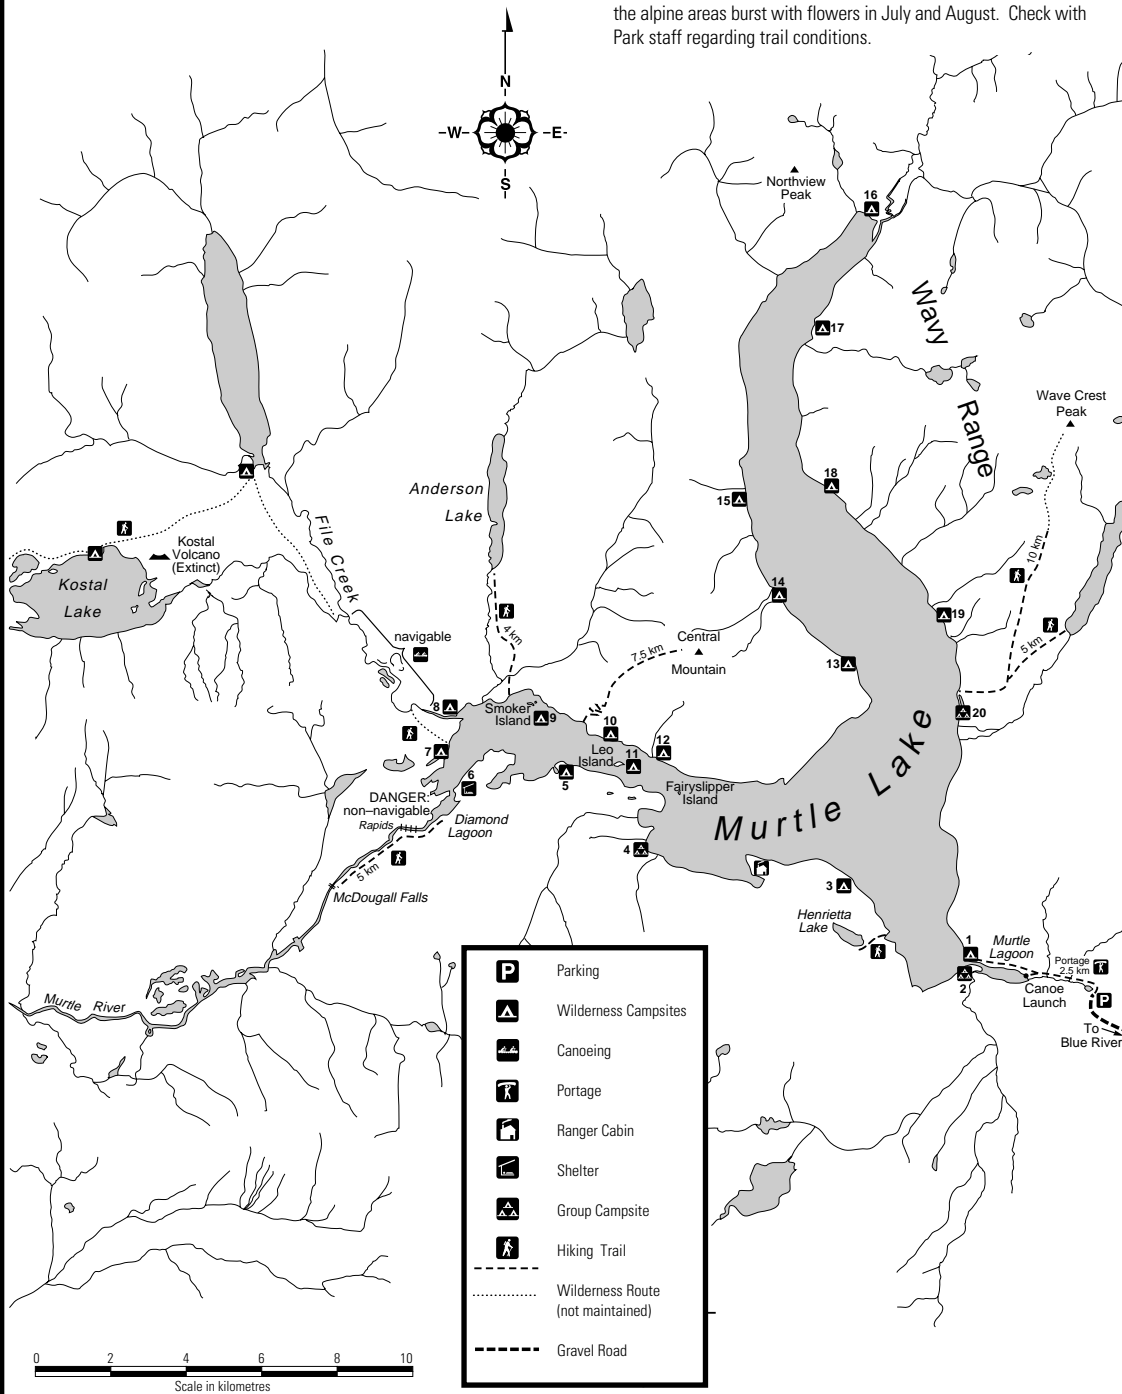 the alpine areas burst with flowers in July and August. Check with
Park staff regarding trail conditions.
N
W
E
S
Northview
Peak
16
Wavy
Range
17
Wave Crest
Peak
Anderson
Lake
18
15
File Creek
Kostal
Volcano
(Extinct)
Kostal
Lake
10 km
14
19
navigable
4 km
Central
Mountain
7.5 km
5 km
13
8
Smoker
Island
9
20
10
7
Leo
Island
11
12
6
5
Fairyslipper
Island
DANGER:
non–navigable
Rapids
Diamond
Lagoon
Murtle Lake
4
5 km
McDougall Falls
3
Henrietta
Lake
1
Murtle
Lagoon
Portage
2.5 km
2
Canoe
Launch
P
To
Blue River
Murtle River
P
Parking
Wilderness Campsites
Canoeing
Portage
Ranger Cabin
Shelter
Group Campsite
Hiking Trail
Wilderness Route
(not maintained)
Gravel Road
0 2 4 6 8 10
Scale in kilometres